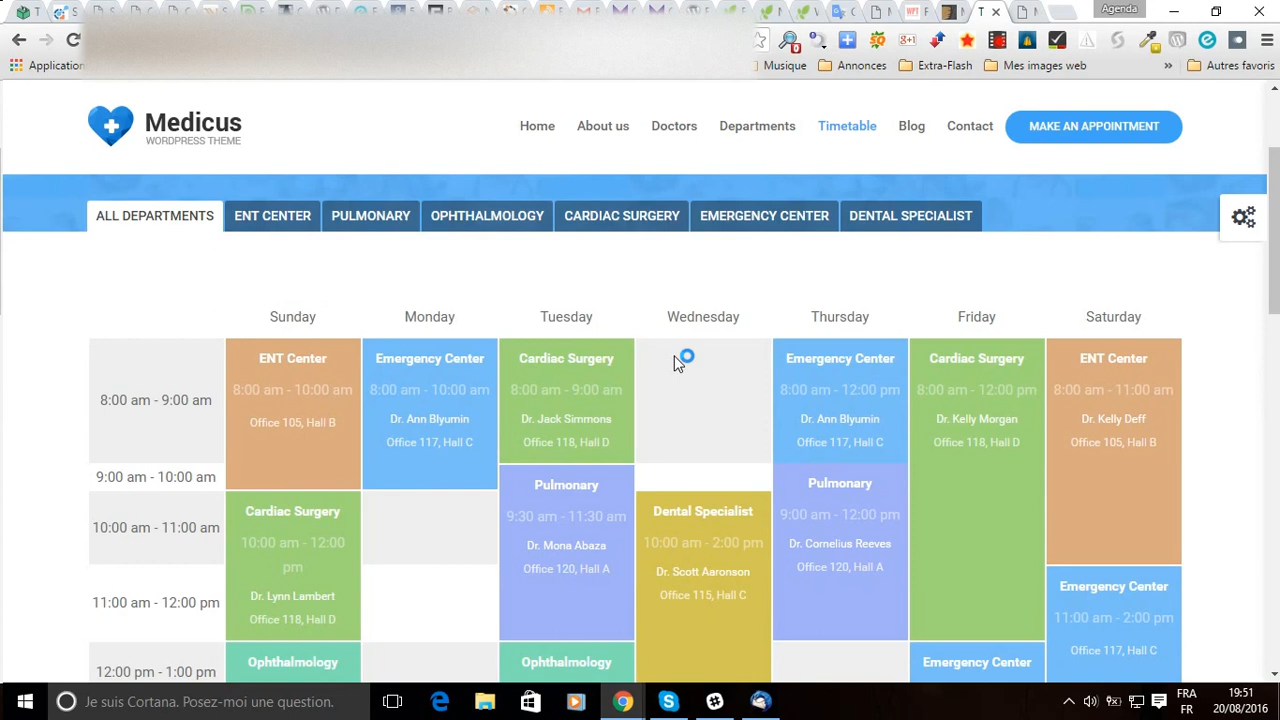 Agenda
Application
Musique
Annonces
Extra-Flash
Mes images web
»
Autres favoris
Medicus
WORDPRESS THEME
Home
About us
Doctors
Departments
Timetable
Blog
Contact
MAKE AN APPOINTMENT
ALL DEPARTMENTS
ENT CENTER
PULMONARY
OPHTHALMOLOGY
CARDIAC SURGERY
EMERGENCY CENTER
DENTAL SPECIALIST
Sunday
Monday
Tuesday
Wednesday
Thursday
Friday
Saturday
8:00 am - 9:00 am
9:00 am - 10:00 am
10:00 am - 11:00 am
11:00 am - 12:00 pm
12:00 pm - 1:00 pm
ENT Center
8:00 am - 10:00 am
Office 105, Hall B
Cardiac Surgery
10:00 am - 12:00
pm
Dr. Lynn Lambert
Office 118, Hall D
Ophthalmology
Emergency Center
8:00 am - 10:00 am
Dr. Ann Blyumin
Office 117, Hall C
Cardiac Surgery
8:00 am - 9:00 am
Dr. Jack Simmons
Office 118, Hall D
Pulmonary
9:30 am - 11:30 am
Dr. Mona Abaza
Office 120, Hall A
Ophthalmology
Dental Specialist
10:00 am - 2:00 pm
Dr. Scott Aaronson
Office 115, Hall C
Emergency Center
8:00 am - 12:00 pm
Dr. Ann Blyumin
Office 117, Hall C
Pulmonary
9:00 am - 12:00 pm
Dr. Cornelius Reeves
Office 120, Hall A
Cardiac Surgery
8:00 am - 12:00 pm
Dr. Kelly Morgan
Office 118, Hall D
Emergency Center
ENT Center
8:00 am - 11:00 am
Dr. Kelly Deff
Office 105, Hall B
Emergency Center
11:00 am - 2:00 pm
Office 117, Hall C
Je suis Cortana. Posez-moi une question.
FRA
FR
19:51
20/08/2016